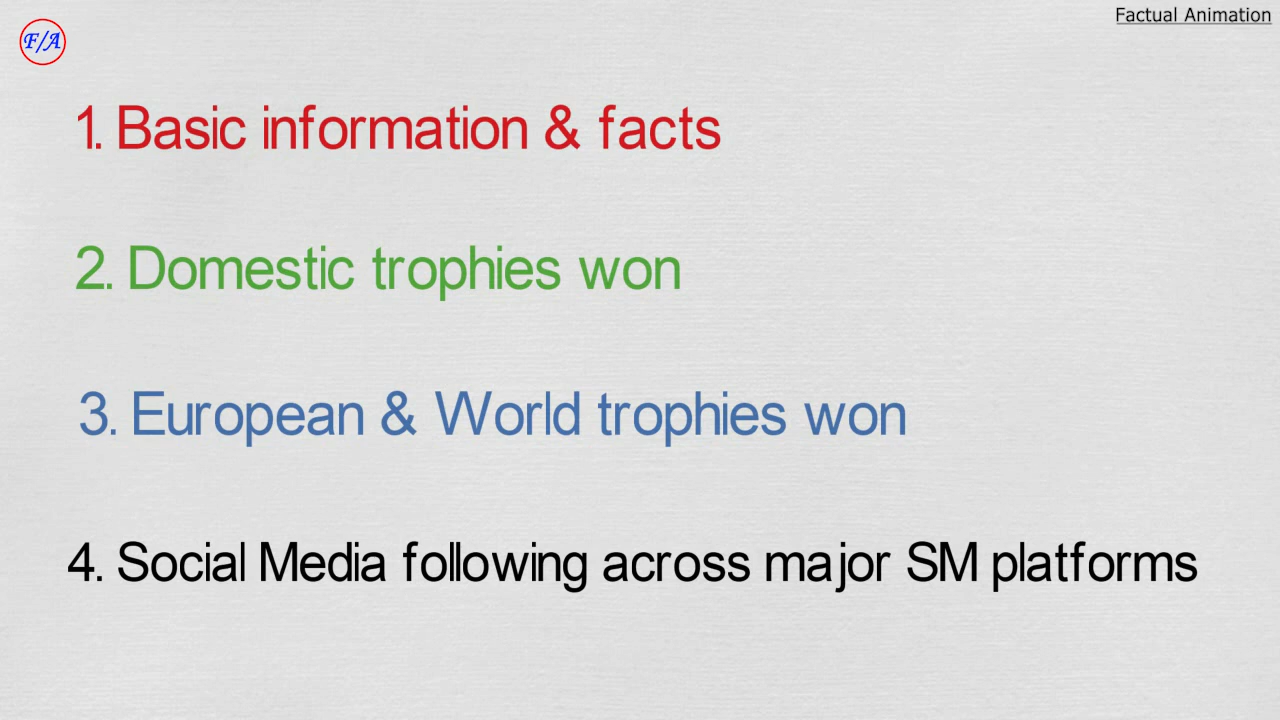 Factual Animation
F/A
1. Basic information & facts
2. Domestic trophies won
3. European & World trophies won
4. Social Media following across major SM platforms